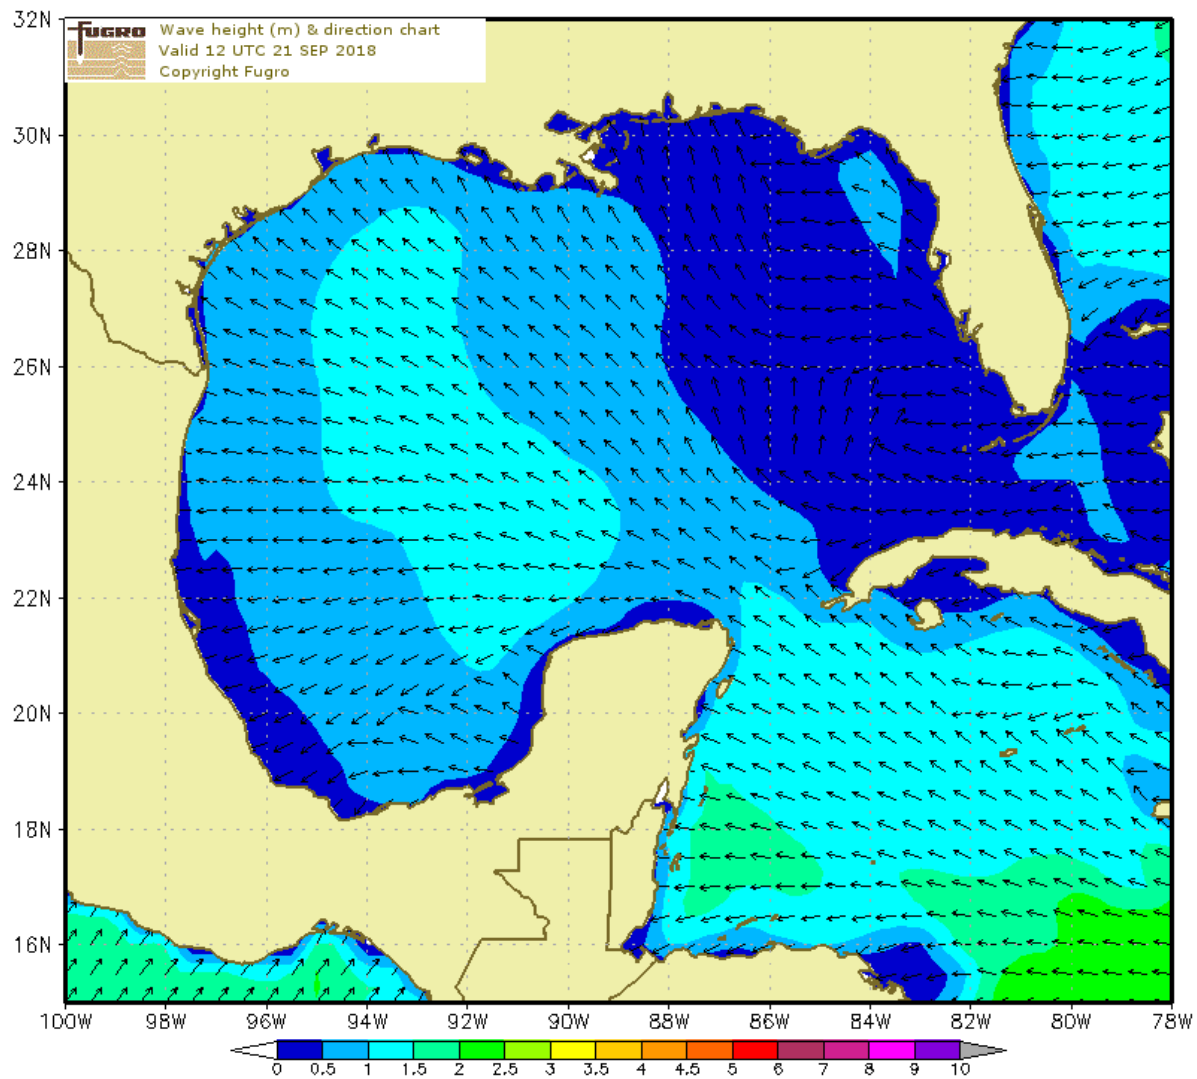 32N
FUGRO Wave height (m) & direction chart
Valid 12 UTC 21 SEP 2018
Copyright Fugro
30N
28N
26N
24N
22N
20N
18N
16N
100W 98W 96W 94W 92W 90W 88W 86W 84W 82W 80W 78W
0 0.5 1 1.5 2 2.5 3 3.5 4 4.5 5 6 7 8 9 10